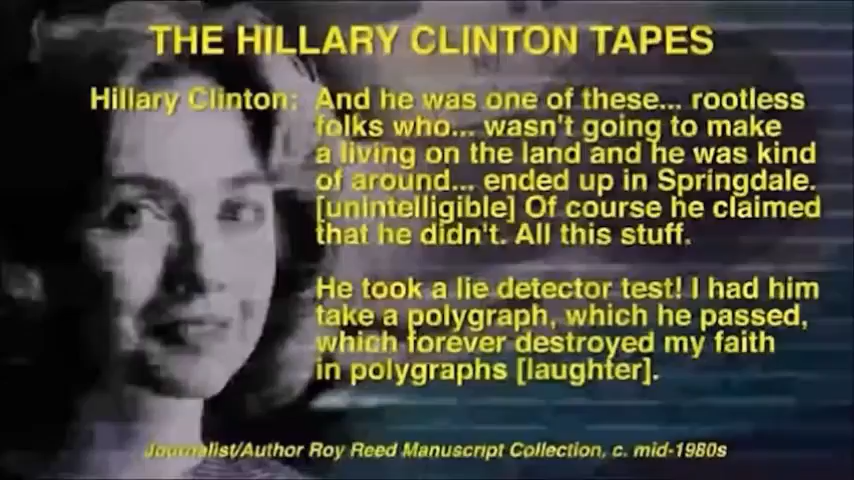 THE HILLARY CLINTON TAPES
Hillary Clinton: And he was one of these... rootless
folks who... wasn't going to make
a living on the land and he was kind
of around... ended up in Springdale.
[unintelligible] Of course he claimed
that he didn't. All this stuff.
He took a lie detector test! I had him
take a polygraph, which he passed,
which forever destroyed my faith
in polygraphs [laughter].
Journalist/Author Roy Reed Manuscript Collection, c. mid-1980s